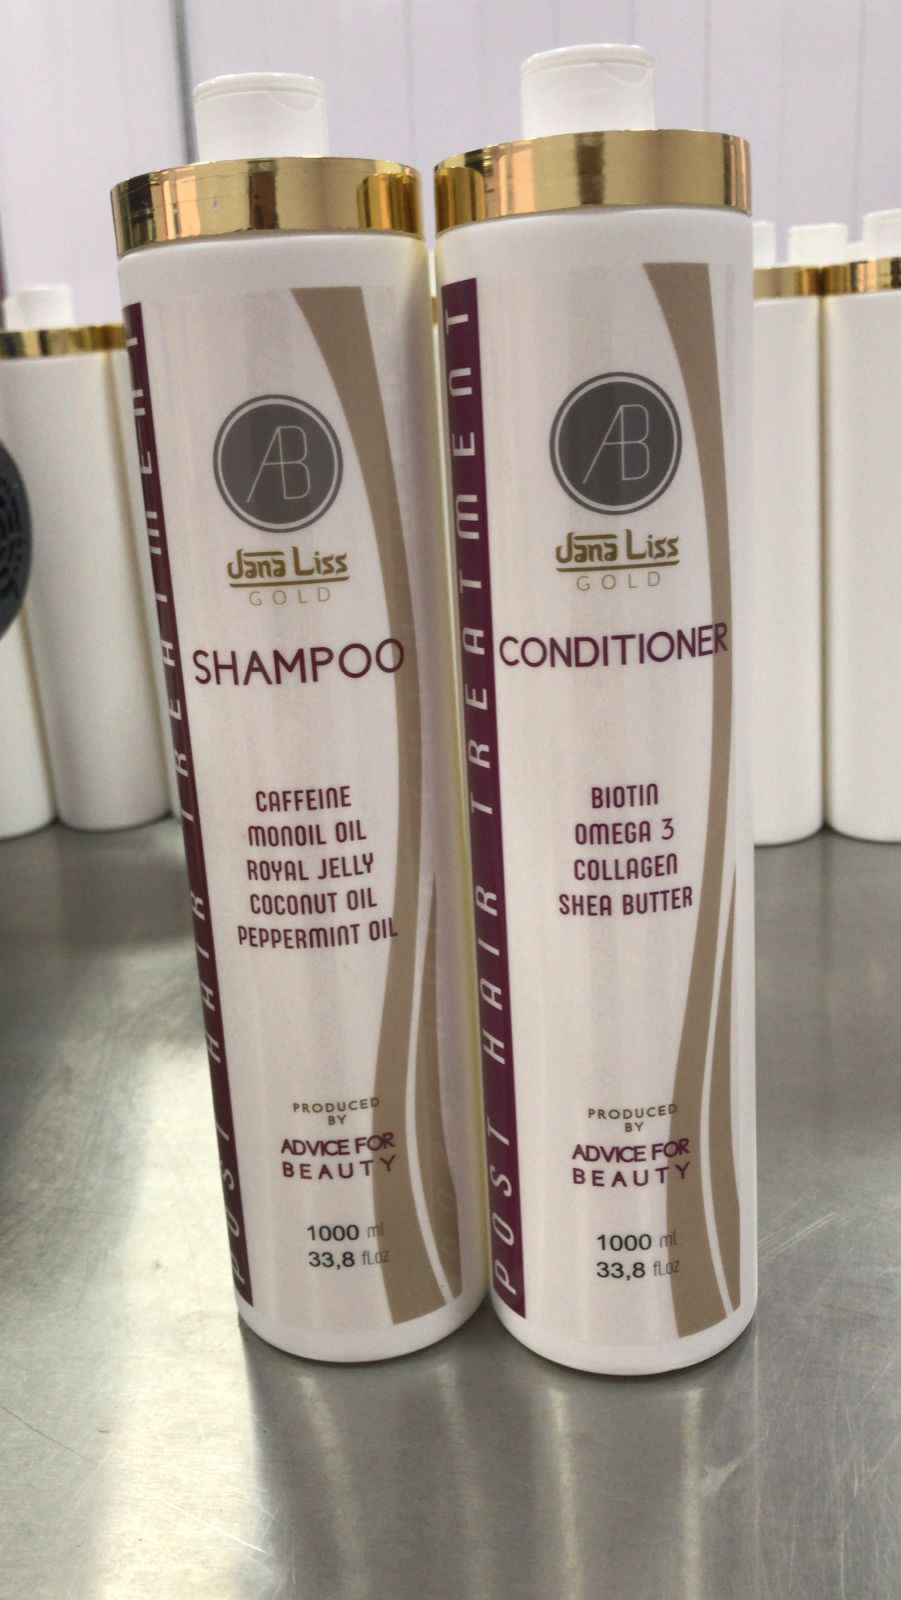 POST HAIR TREATMENT
AB
Jana Liss
GOLD
SHAMPOO
CAFFEINE
MONOIL OIL
ROYAL JELLY
COCONUT OIL
PEPPERMINT OIL
PRODUCED
BY
ADVICE FOR
BEAUTY
1000 ml
33,8 fl.oz
POST HAIR TREATMENT
AB
Jana Liss
GOLD
CONDITIONER
BIOTIN
OMEGA 3
COLLAGEN
SHEA BUTTER
PRODUCED
BY
ADVICE FOR
BEAUTY
1000 ml
33,8 fl.oz